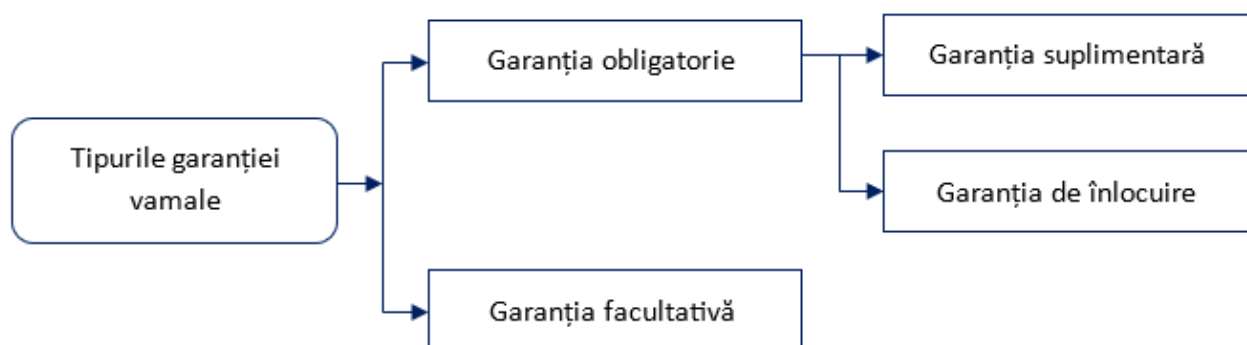 Tipurile garanției
vamale
Garanția obligatorie
Garanția facultativă
Garanția suplimentară
Garanția de înlocuire